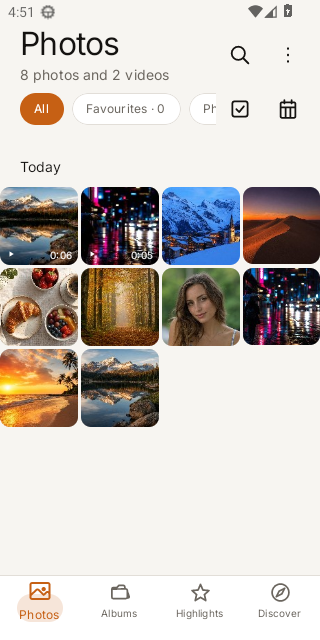 4:51
Photos
8 photos and 2 videos
All
Favourites · 0
Ph
Today
0:06
0:05
Photos
Albums
Highlights
Discover